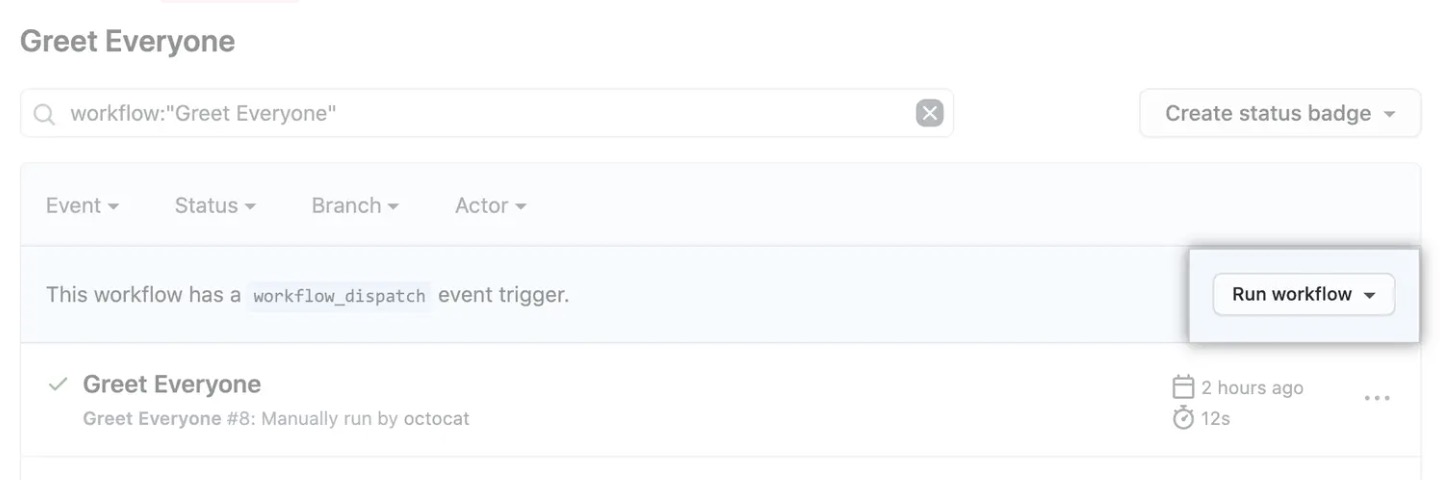 Greet Everyone
workflow:"Greet Everyone"
Create status badge
Event Status Branch Actor
This workflow has a workflow_dispatch event trigger.
Run workflow
Greet Everyone
2 hours ago
Greet Everyone #8: Manually run by octocat
12s